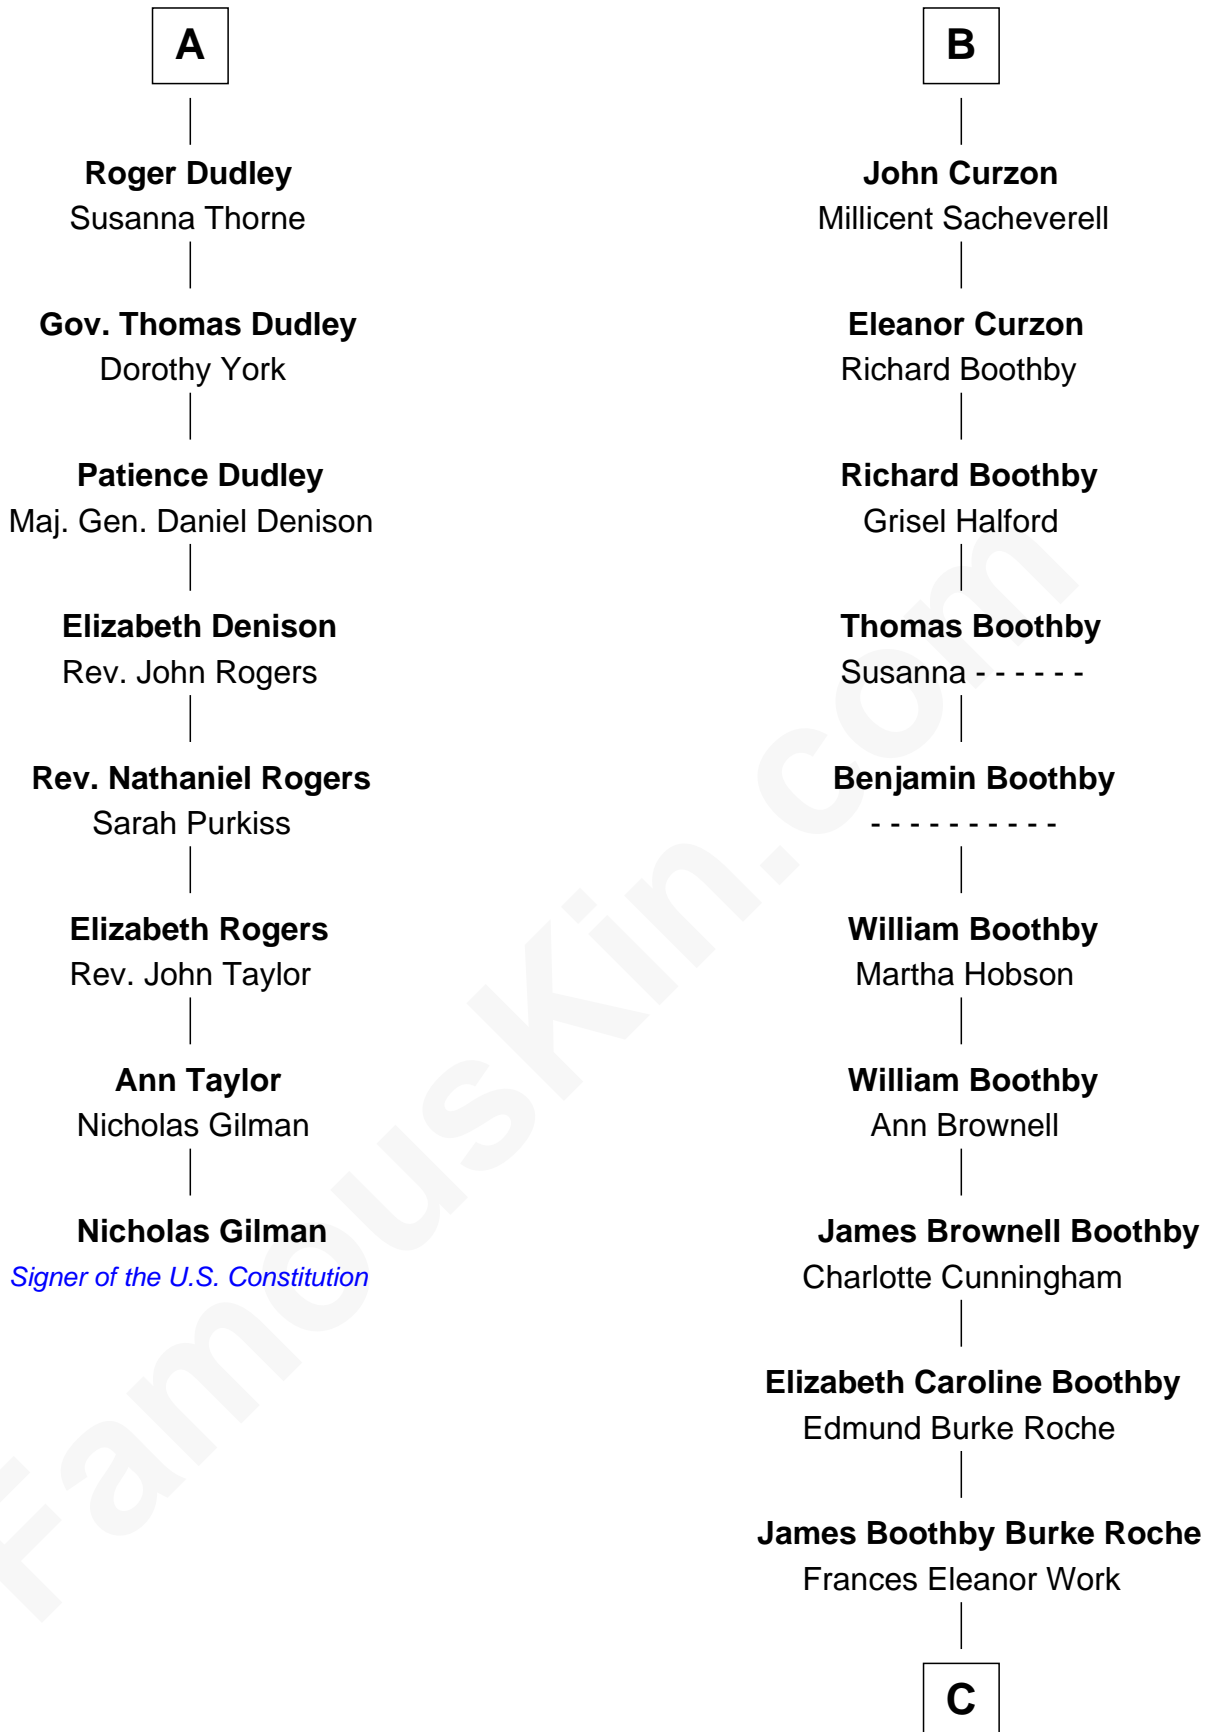 A
Roger Dudley
Susanna Thorne
Gov. Thomas Dudley
Dorothy York
Patience Dudley
Maj. Gen. Daniel Denison
Elizabeth Denison
Rev. John Rogers
Rev. Nathaniel Rogers
Sarah Purkiss
Elizabeth Rogers
Rev. John Taylor
Ann Taylor
Nicholas Gilman
Nicholas Gilman
Signer of the U.S. Constitution
B
John Curzon
Millicent Sacheverell
Eleanor Curzon
Richard Boothby
Richard Boothby
Grisel Halford
Thomas Boothby
Susanna - - - - - -
Benjamin Boothby
- - - - - - - - - -
William Boothby
Martha Hobson
William Boothby
Ann Brownell
James Brownell Boothby
Charlotte Cunningham
Elizabeth Caroline Boothby
Edmund Burke Roche
James Boothby Burke Roche
Frances Eleanor Work
C
FamousKin.com